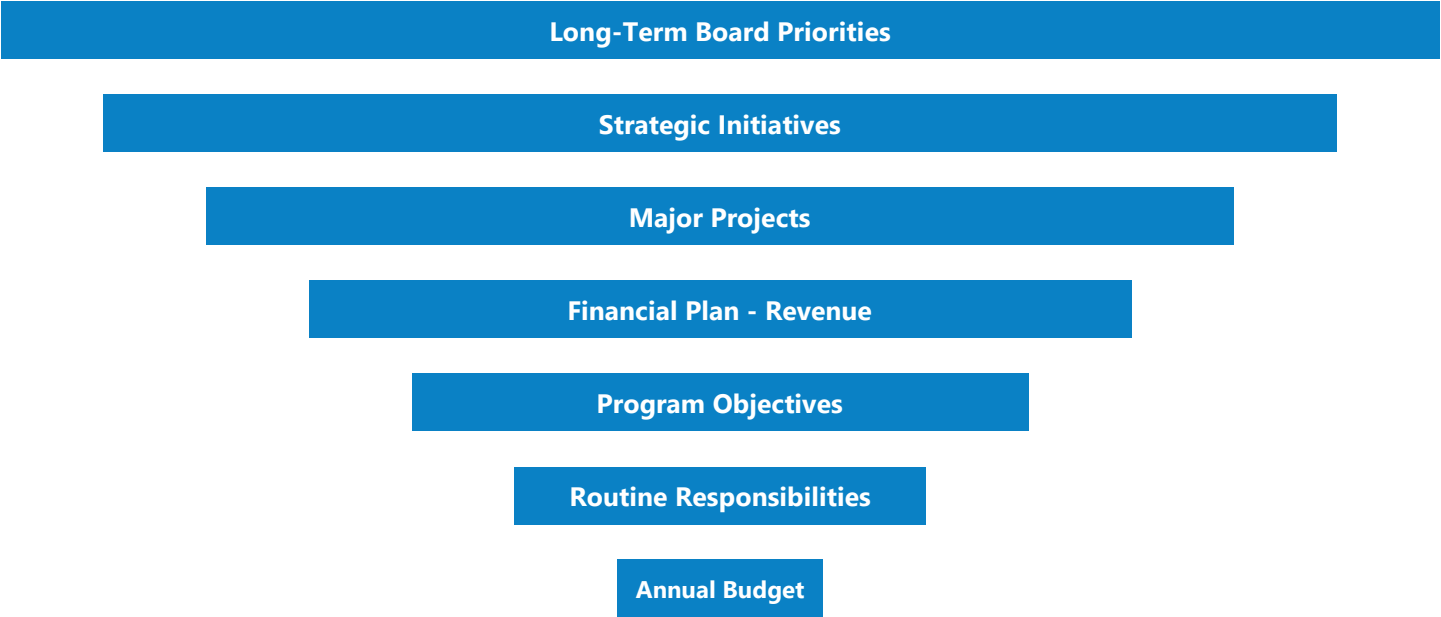 Long-Term Board Priorities
Strategic Initiatives
Major Projects
Financial Plan - Revenue
Program Objectives
Routine Responsibilities
Annual Budget